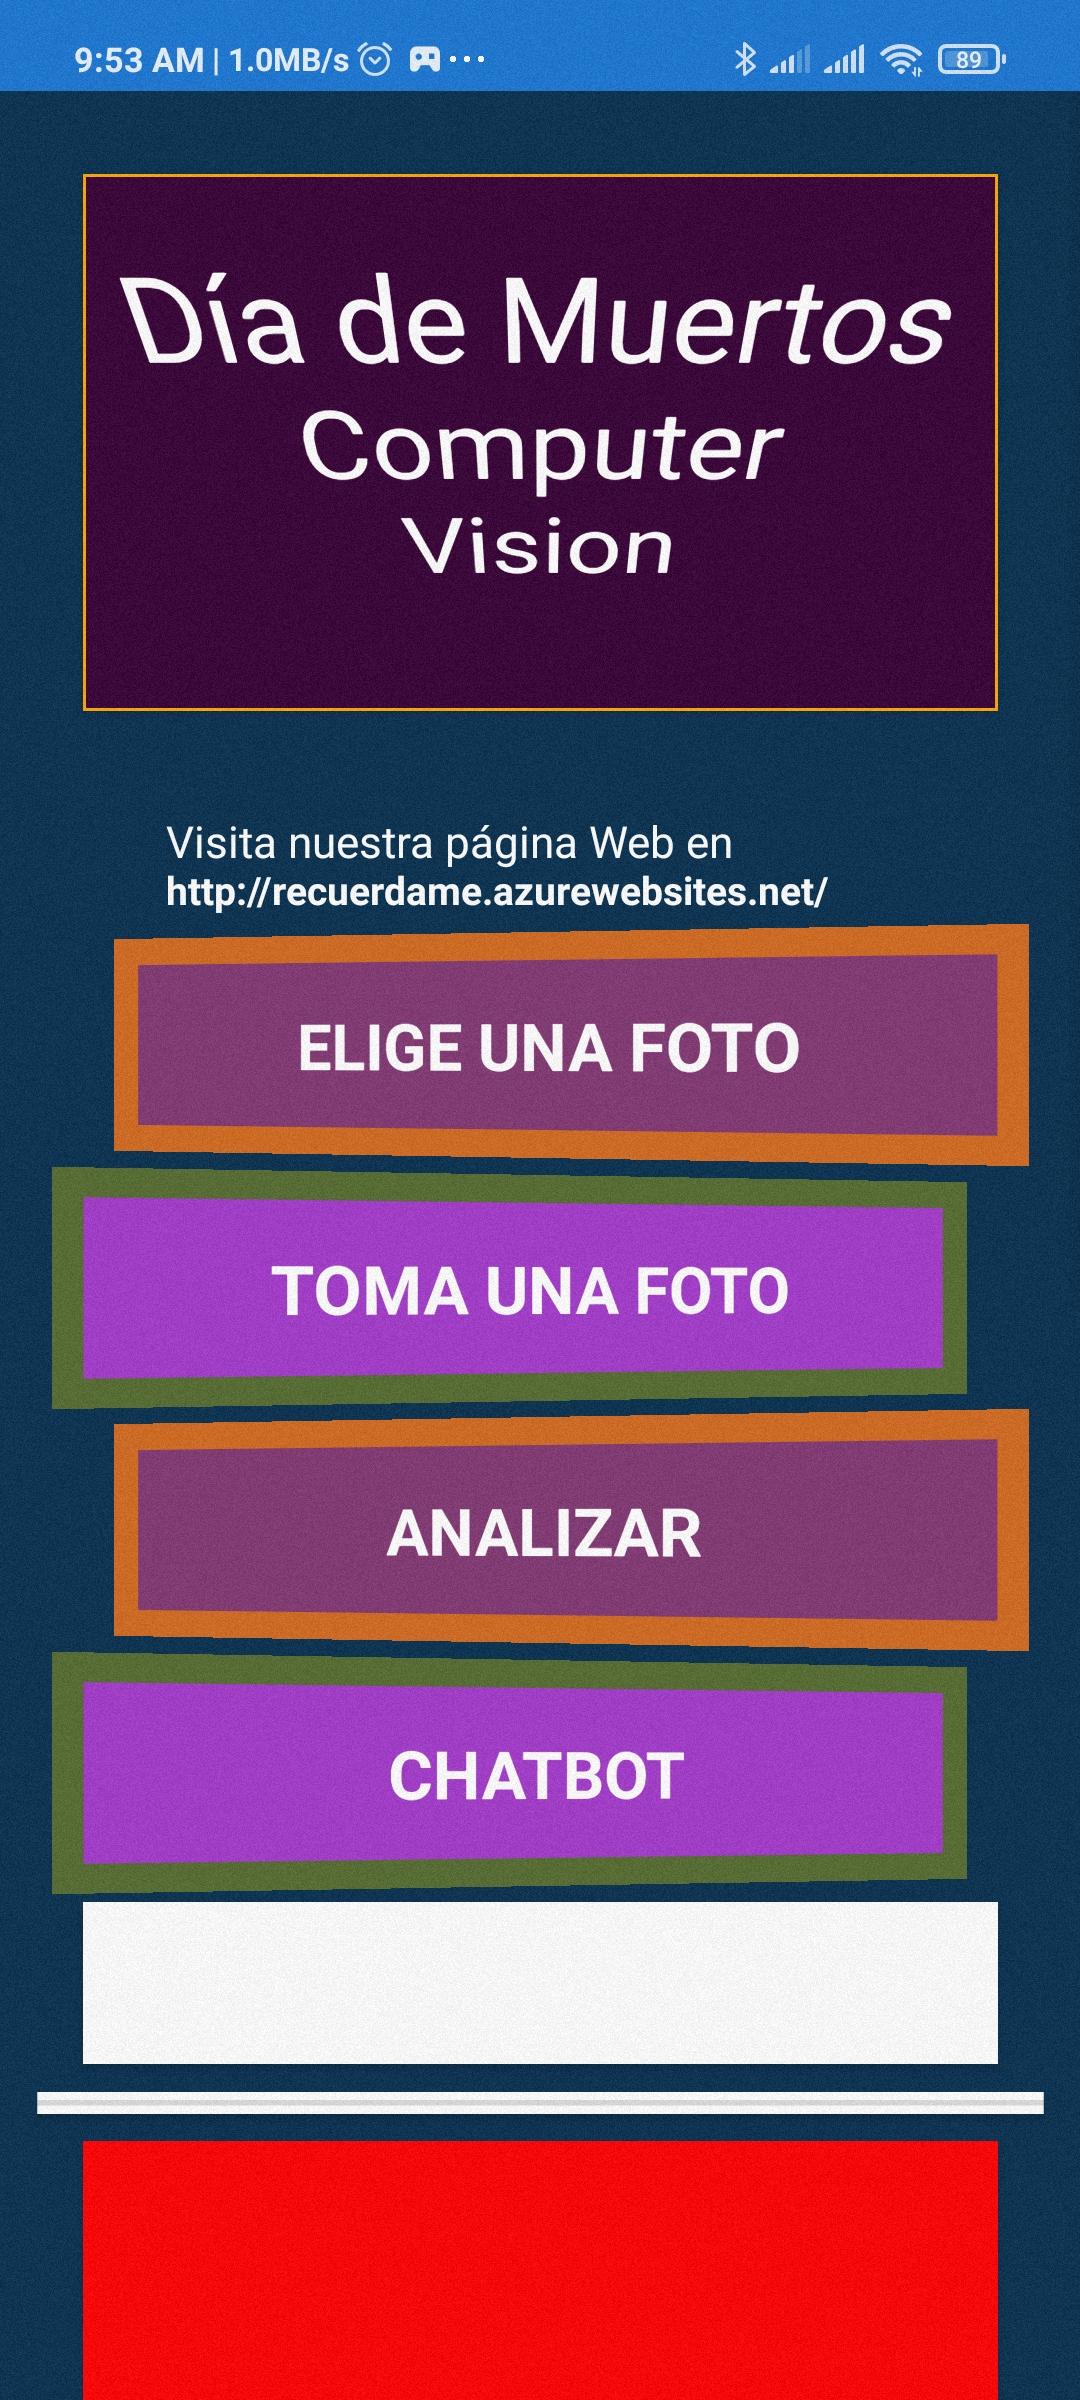 9:53 AM | 1.0MB/s ... 89
Día de Muertos
Computer
Vision
Visita nuestra página Web en
http://recuerdame.azurewebsites.net/
ELIGE UNA FOTO
TOMA UNA FOTO
ANALIZAR
CHATBOT